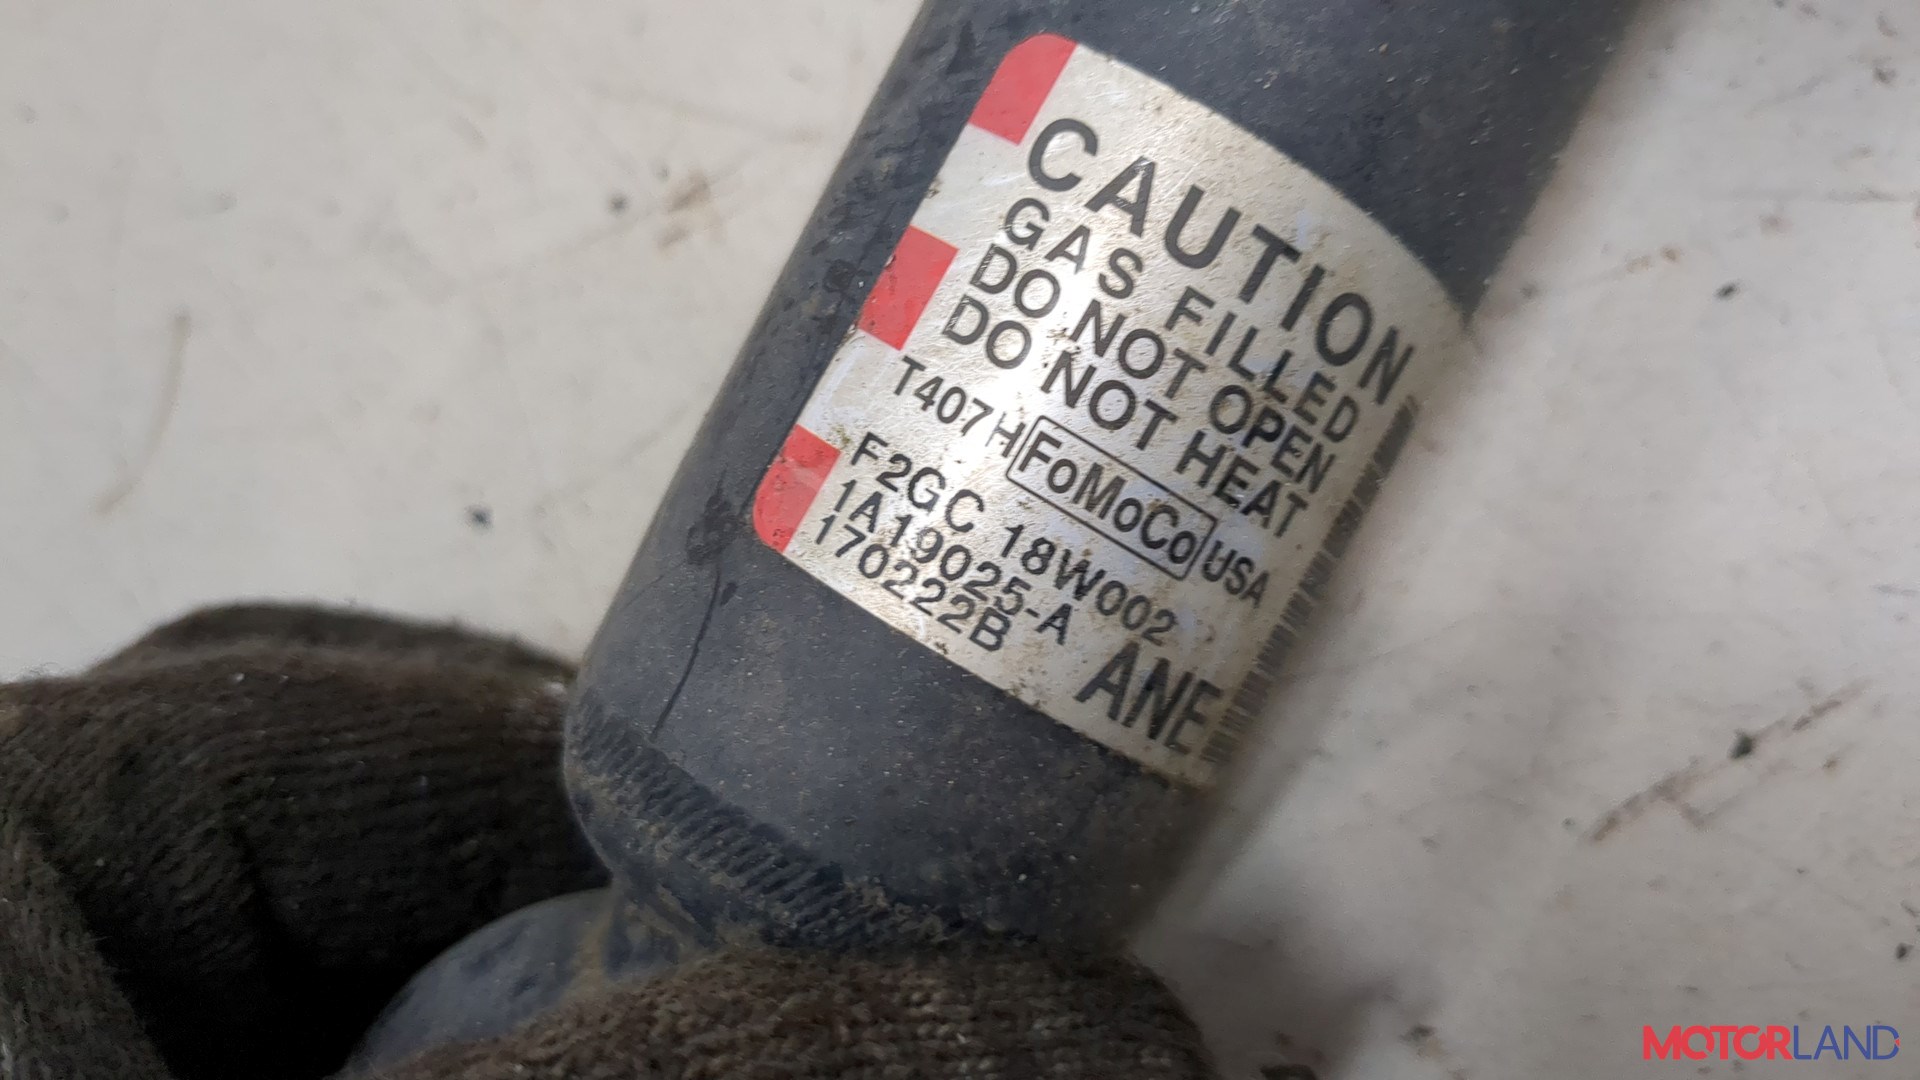 CAUTION
GAS FILLED
DO NOT OPEN
DO NOT HEAT
T407H FoMoCo USA
F2GC 18W002
1A19025-A
170222B
ANE
MOTORLAND